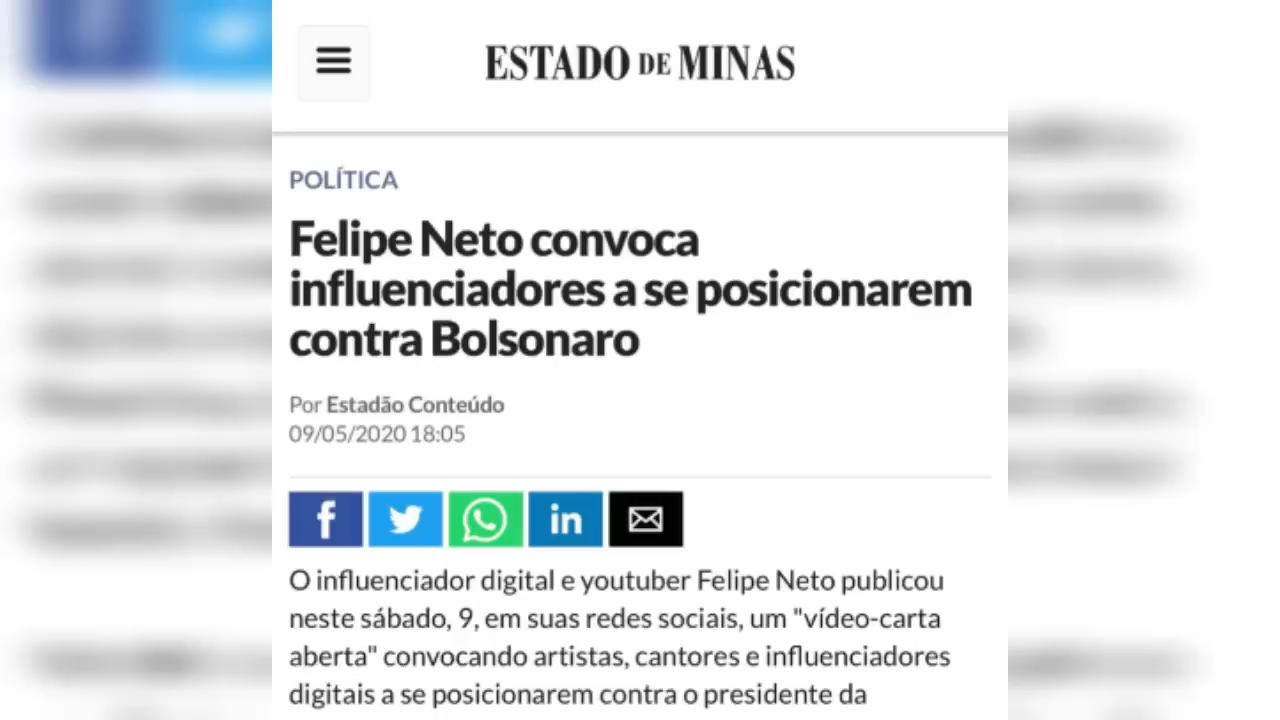 ESTADO DE MINAS
POLÍTICA
Felipe Neto convoca
influenciadores a se posicionarem
contra Bolsonaro
Por Estadão Conteúdo
09/05/2020 18:05
O influenciador digital e youtuber Felipe Neto publicou
neste sábado, 9, em suas redes sociais, um "vídeo-carta
aberta" convocando artistas, cantores e influenciadores
digitais a se posicionarem contra o presidente da